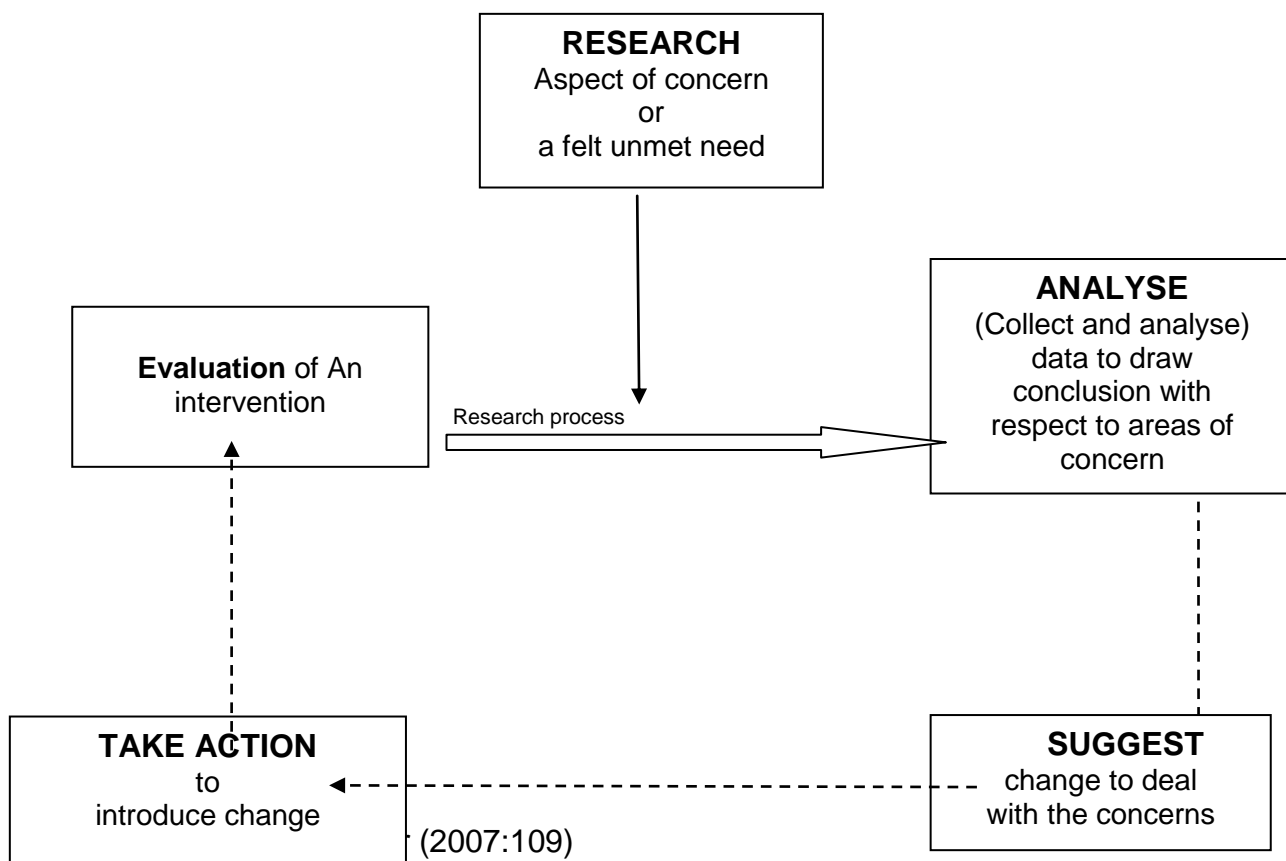 RESEARCH
Aspect of concern
or
a felt unmet need
Evaluation of An
intervention
Research process
ANALYSE
(Collect and analyse)
data to draw
conclusion with
respect to areas of
concern
TAKE ACTION
to
introduce change
SUGGEST
change to deal
with the concerns
(2007:109)